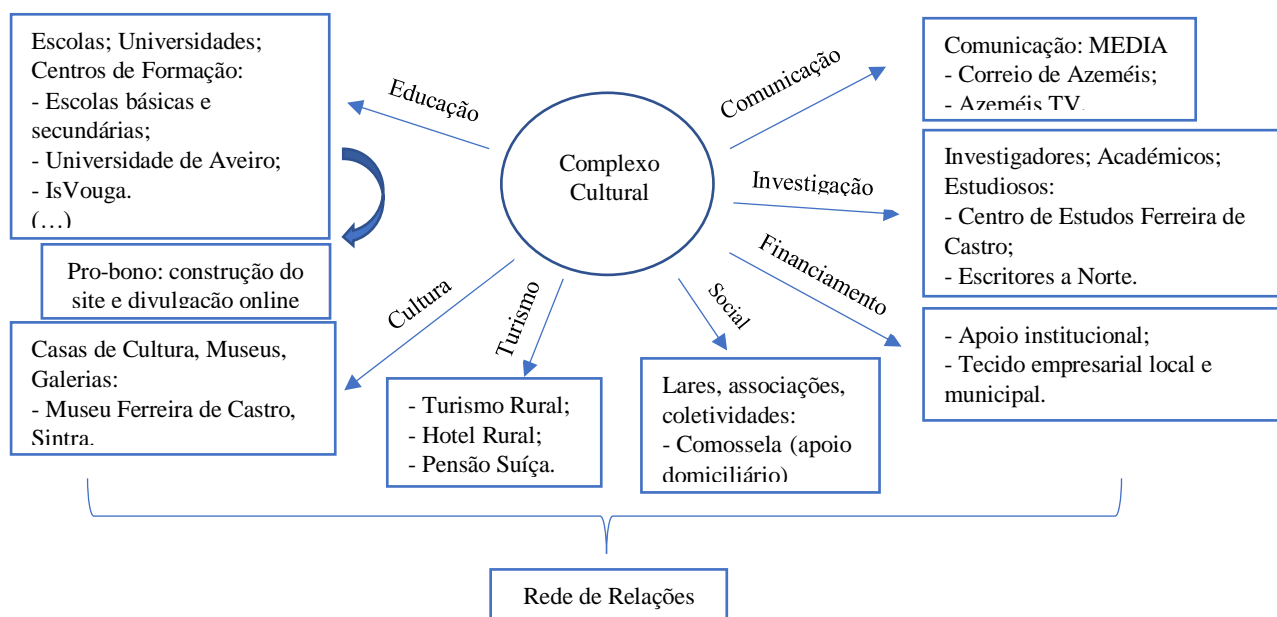 Escolas; Universidades;
Centros de Formação:
- Escolas básicas e
secundárias;
- Universidade de Aveiro;
- IsVouga.
(…)
Pro-bono: construção do
site e divulgação online
Casas de Cultura, Museus,
Galerias:
- Museu Ferreira de Castro,
Sintra.
Educação
Cultura
Turismo
Social
Financiamento
Investigação
Comunicação
Complexo
Cultural
- Turismo Rural;
- Hotel Rural;
- Pensão Suíça.
Lares, associações,
coletividades:
- Comossela (apoio
domiciliário)
Comunicação: MEDIA
- Correio de Azeméis;
- Azeméis TV.
Investigadores; Académicos;
Estudiosos:
- Centro de Estudos Ferreira de
Castro;
- Escritores a Norte.
- Apoio institucional;
- Tecido empresarial local e
municipal.
Rede de Relações